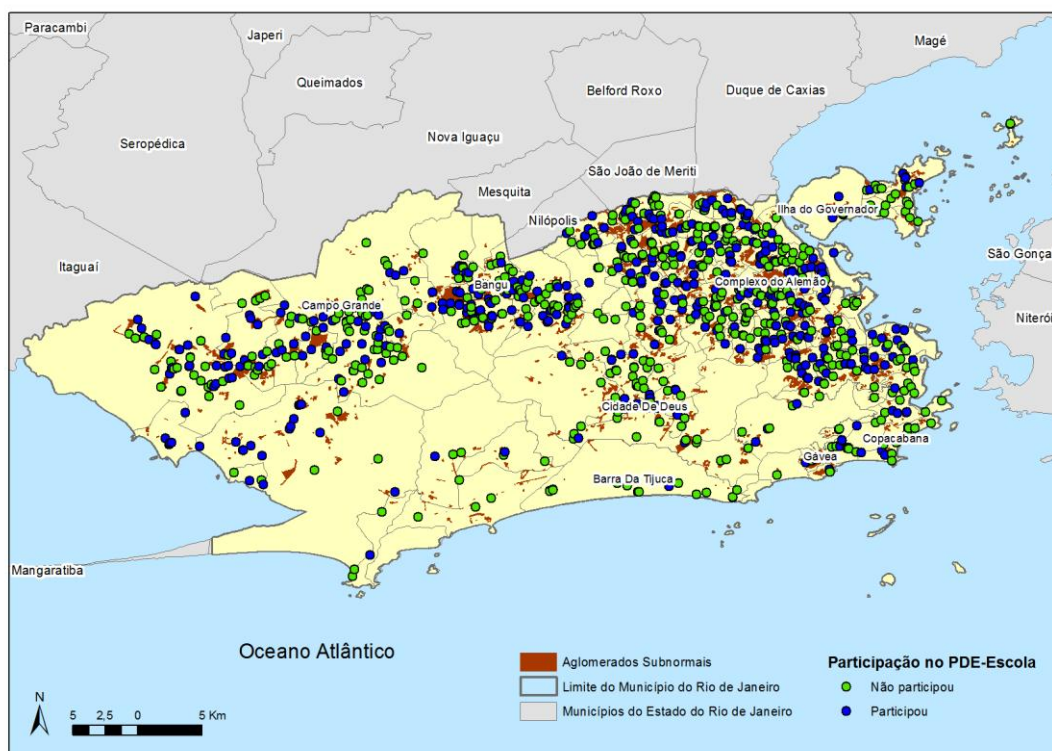 Paracambi
Japeri
Magé
Queimados
Belford Roxo
Duque de Caxias
Seropédica
Nova Iguaçu
São João de Meriti
Mesquita
Nilópolis
Ilha do Governador
Itaguaí
São Gonça
Bangu
Complexo do Alemão
Campo Grande
Niterói
Cidade De Deus
Copacabana
Gávea
Barra Da Tijuca
Mangaratiba
Oceano Atlântico
N
5 2,5 0 5 Km
Aglomerados Subnormais
Limite do Município do Rio de Janeiro
Municípios do Estado do Rio de Janeiro
Participação no PDE-Escola
Não participou
Participou